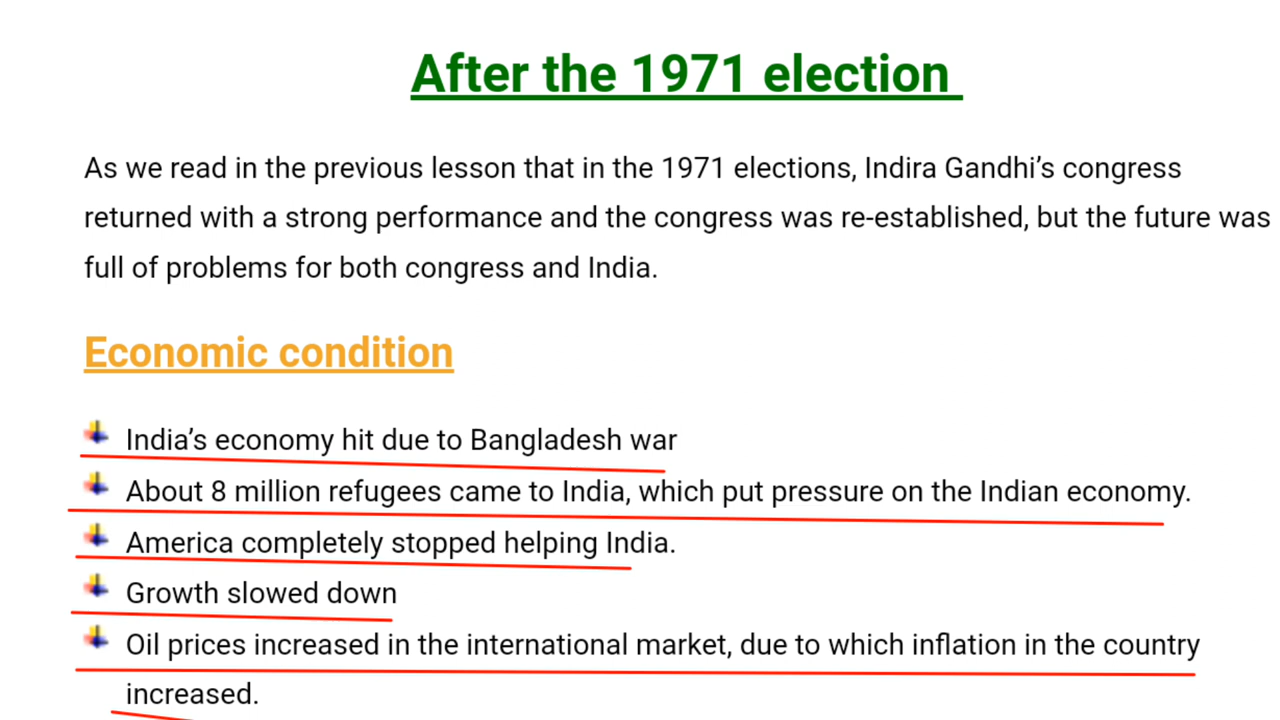 After the 1971 election
As we read in the previous lesson that in the 1971 elections, Indira Gandhi’s congress
returned with a strong performance and the congress was re-established, but the future was
full of problems for both congress and India.
Economic condition
India’s economy hit due to Bangladesh war
About 8 million refugees came to India, which put pressure on the Indian economy.
America completely stopped helping India.
Growth slowed down
Oil prices increased in the international market, due to which inflation in the country
increased.